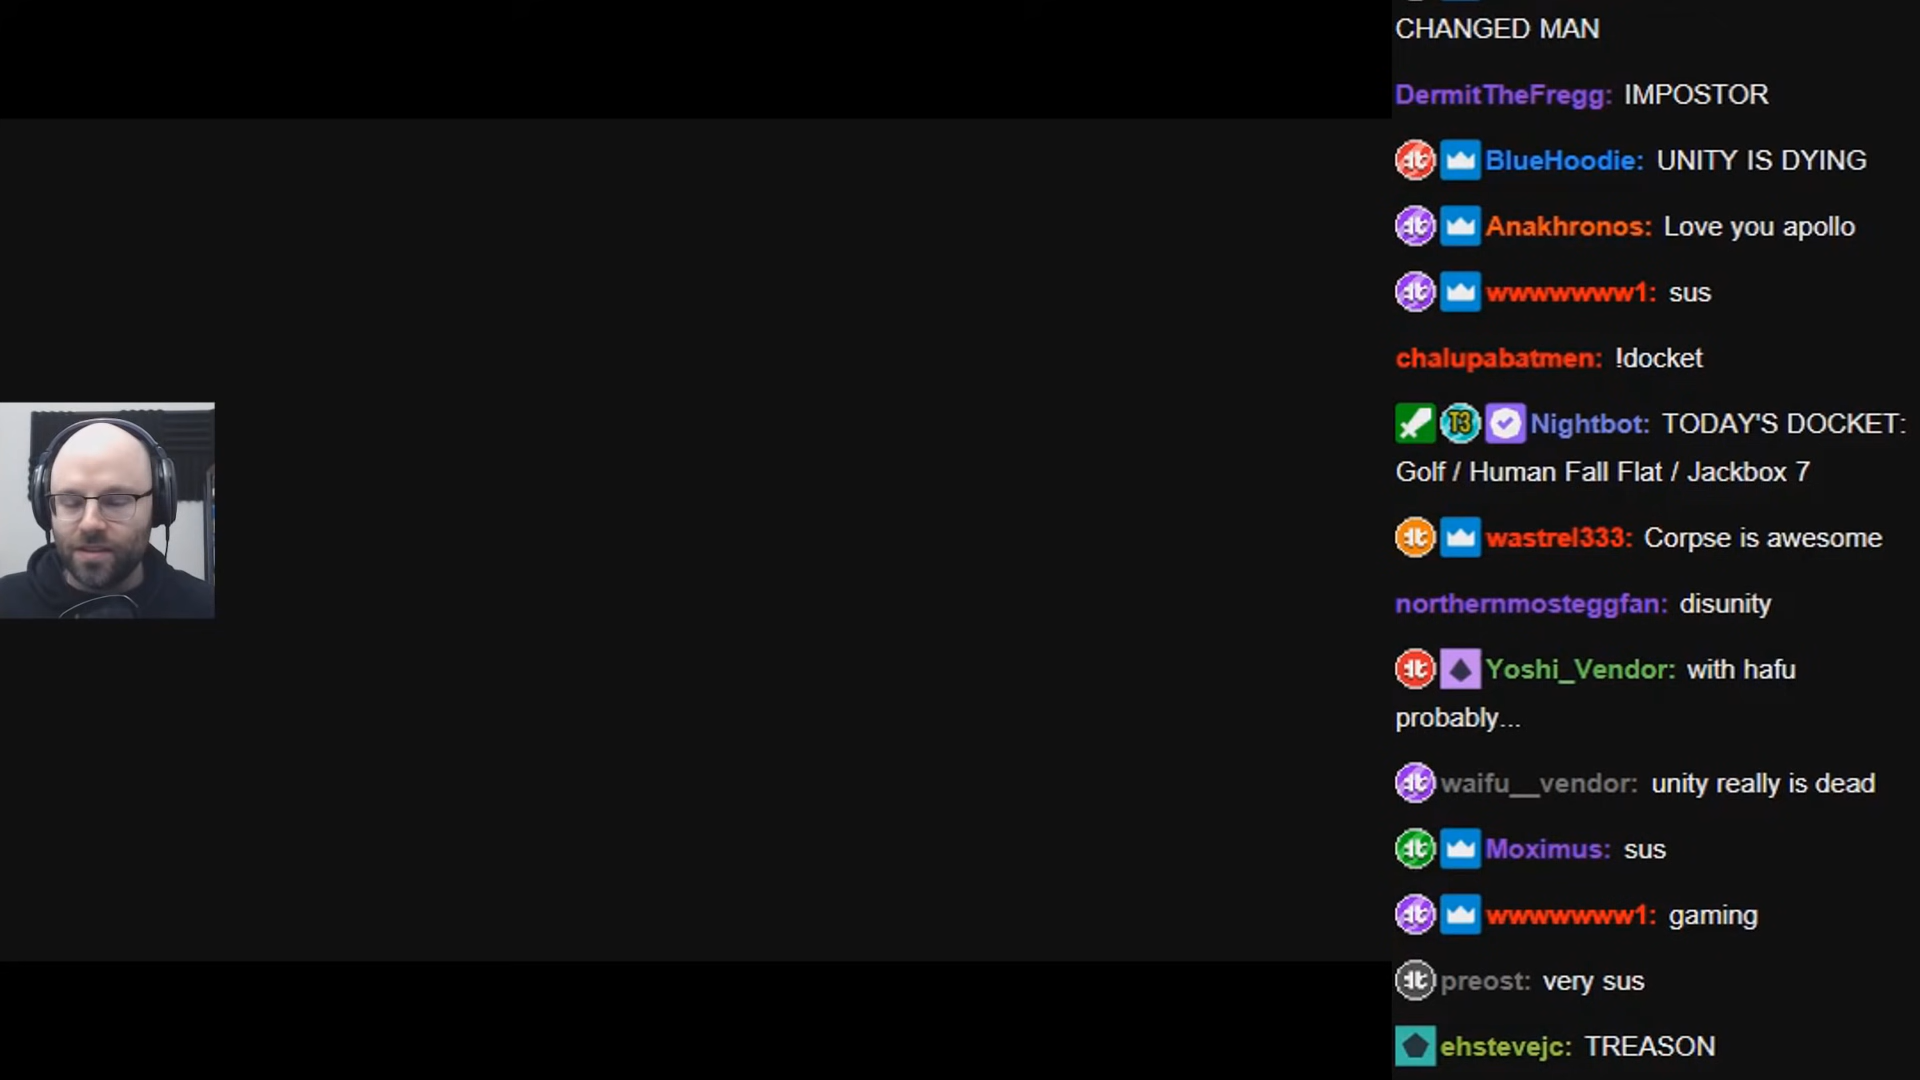 CHANGED MAN
DermitTheFregg: IMPOSTOR
BlueHoodie: UNITY IS DYING
Anakhronos: Love you apollo
wwwwwww1: sus
chalupabatmen: !docket
T3 Nightbot: TODAY'S DOCKET:
Golf / Human Fall Flat / Jackbox 7
wastrel333: Corpse is awesome
northernmosteggfan: disunity
Yoshi_Vendor: with hafu
probably...
waifu__vendor: unity really is dead
Moximus: sus
wwwwwww1: gaming
preost: very sus
ehstevejc: TREASON